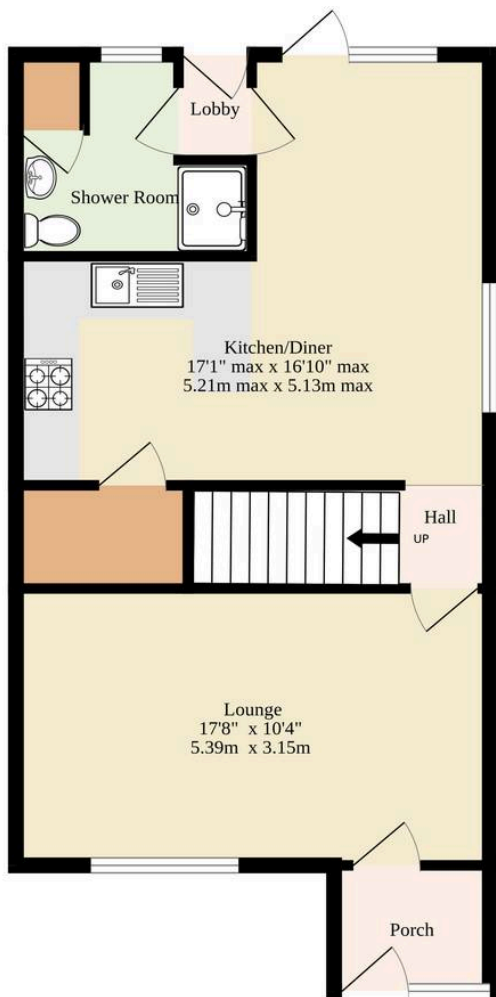 Lobby
Shower Room
Kitchen/Diner
17'1" max x 16'10" max
5.21m max x 5.13m max
Hall
UP
Lounge
17'8" x 10'4"
5.39m x 3.15m
Porch